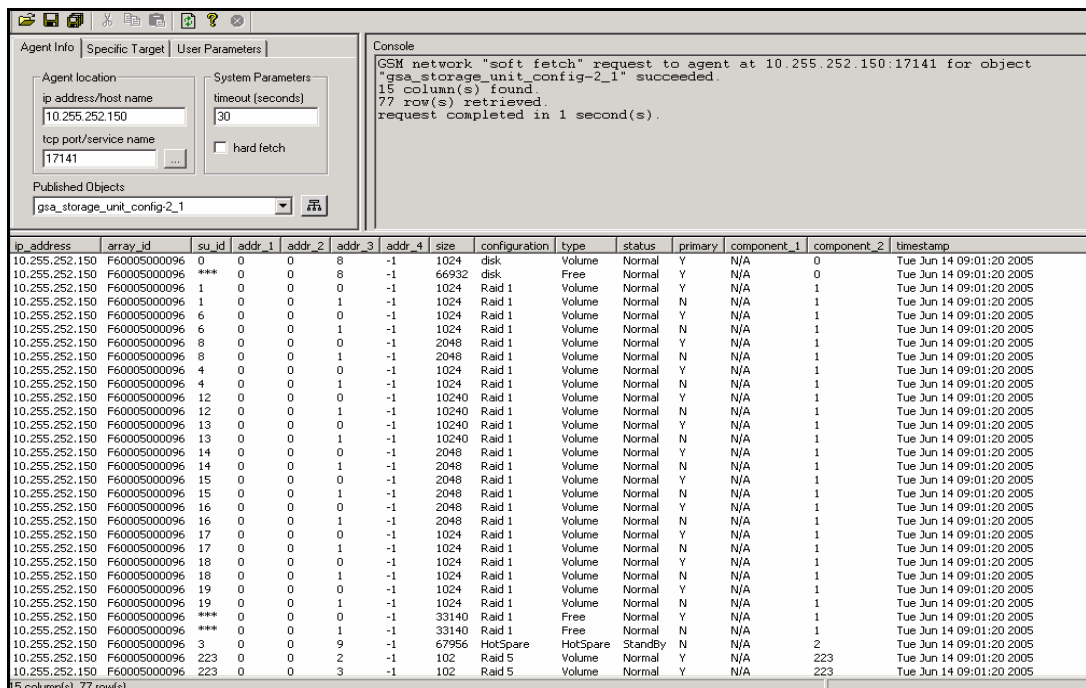 Agent Info
Specific Target
User Parameters
Agent location
ip address/host name
10.255.252.150
tcp port/service name
17141
...
System Parameters
timeout (seconds)
30
hard fetch
Published Objects
gsa_storage_unit_config-2_1
Console
GSM network "soft fetch" request to agent at 10.255.252.150:17141 for object
"gsa_storage_unit_config-2_1" succeeded.
15 column(s) found.
77 row(s) retrieved.
request completed in 1 second(s).
ip_address array_id su_id addr_1 addr_2 addr_3 addr_4 size configuration type status primary component_1 component_2 timestamp
10.255.252.150 F60005000096 0 0 0 8 -1 1024 disk Volume Normal Y N/A 0 Tue Jun 14 09:01:20 2005
10.255.252.150 F60005000096 *** 0 0 8 -1 66932 disk Free Normal Y N/A 0 Tue Jun 14 09:01:20 2005
10.255.252.150 F60005000096 1 0 0 0 -1 1024 Raid 1 Volume Normal Y N/A 1 Tue Jun 14 09:01:20 2005
10.255.252.150 F60005000096 1 0 0 1 -1 1024 Raid 1 Volume Normal N N/A 1 Tue Jun 14 09:01:20 2005
10.255.252.150 F60005000096 6 0 0 0 -1 1024 Raid 1 Volume Normal Y N/A 1 Tue Jun 14 09:01:20 2005
10.255.252.150 F60005000096 6 0 0 1 -1 1024 Raid 1 Volume Normal N N/A 1 Tue Jun 14 09:01:20 2005
10.255.252.150 F60005000096 8 0 0 0 -1 2048 Raid 1 Volume Normal Y N/A 1 Tue Jun 14 09:01:20 2005
10.255.252.150 F60005000096 8 0 0 1 -1 2048 Raid 1 Volume Normal N N/A 1 Tue Jun 14 09:01:20 2005
10.255.252.150 F60005000096 4 0 0 0 -1 1024 Raid 1 Volume Normal Y N/A 1 Tue Jun 14 09:01:20 2005
10.255.252.150 F60005000096 4 0 0 1 -1 1024 Raid 1 Volume Normal N N/A 1 Tue Jun 14 09:01:20 2005
10.255.252.150 F60005000096 12 0 0 0 -1 10240 Raid 1 Volume Normal Y N/A 1 Tue Jun 14 09:01:20 2005
10.255.252.150 F60005000096 12 0 0 1 -1 10240 Raid 1 Volume Normal N N/A 1 Tue Jun 14 09:01:20 2005
10.255.252.150 F60005000096 13 0 0 0 -1 10240 Raid 1 Volume Normal Y N/A 1 Tue Jun 14 09:01:20 2005
10.255.252.150 F60005000096 13 0 0 1 -1 10240 Raid 1 Volume Normal N N/A 1 Tue Jun 14 09:01:20 2005
10.255.252.150 F60005000096 14 0 0 0 -1 2048 Raid 1 Volume Normal Y N/A 1 Tue Jun 14 09:01:20 2005
10.255.252.150 F60005000096 14 0 0 1 -1 2048 Raid 1 Volume Normal N N/A 1 Tue Jun 14 09:01:20 2005
10.255.252.150 F60005000096 15 0 0 0 -1 2048 Raid 1 Volume Normal Y N/A 1 Tue Jun 14 09:01:20 2005
10.255.252.150 F60005000096 15 0 0 1 -1 2048 Raid 1 Volume Normal N N/A 1 Tue Jun 14 09:01:20 2005
10.255.252.150 F60005000096 16 0 0 0 -1 2048 Raid 1 Volume Normal Y N/A 1 Tue Jun 14 09:01:20 2005
10.255.252.150 F60005000096 16 0 0 1 -1 2048 Raid 1 Volume Normal N N/A 1 Tue Jun 14 09:01:20 2005
10.255.252.150 F60005000096 17 0 0 0 -1 1024 Raid 1 Volume Normal Y N/A 1 Tue Jun 14 09:01:20 2005
10.255.252.150 F60005000096 17 0 0 1 -1 1024 Raid 1 Volume Normal N N/A 1 Tue Jun 14 09:01:20 2005
10.255.252.150 F60005000096 18 0 0 0 -1 1024 Raid 1 Volume Normal Y N/A 1 Tue Jun 14 09:01:20 2005
10.255.252.150 F60005000096 18 0 0 1 -1 1024 Raid 1 Volume Normal N N/A 1 Tue Jun 14 09:01:20 2005
10.255.252.150 F60005000096 19 0 0 0 -1 1024 Raid 1 Volume Normal Y N/A 1 Tue Jun 14 09:01:20 2005
10.255.252.150 F60005000096 19 0 0 1 -1 1024 Raid 1 Volume Normal N N/A 1 Tue Jun 14 09:01:20 2005
10.255.252.150 F60005000096 *** 0 0 0 -1 33140 Raid 1 Free Normal Y N/A 1 Tue Jun 14 09:01:20 2005
10.255.252.150 F60005000096 *** 0 0 1 -1 33140 Raid 1 Free Normal N N/A 1 Tue Jun 14 09:01:20 2005
10.255.252.150 F60005000096 3 0 0 9 -1 67956 HotSpare HotSpare StandBy N N/A 2 Tue Jun 14 09:01:20 2005
10.255.252.150 F60005000096 223 0 0 2 -1 102 Raid 5 Volume Normal Y N/A 223 Tue Jun 14 09:01:20 2005
10.255.252.150 F60005000096 223 0 0 3 -1 102 Raid 5 Volume Normal Y N/A 223 Tue Jun 14 09:01:20 2005
15 column(s), 77 row(s)